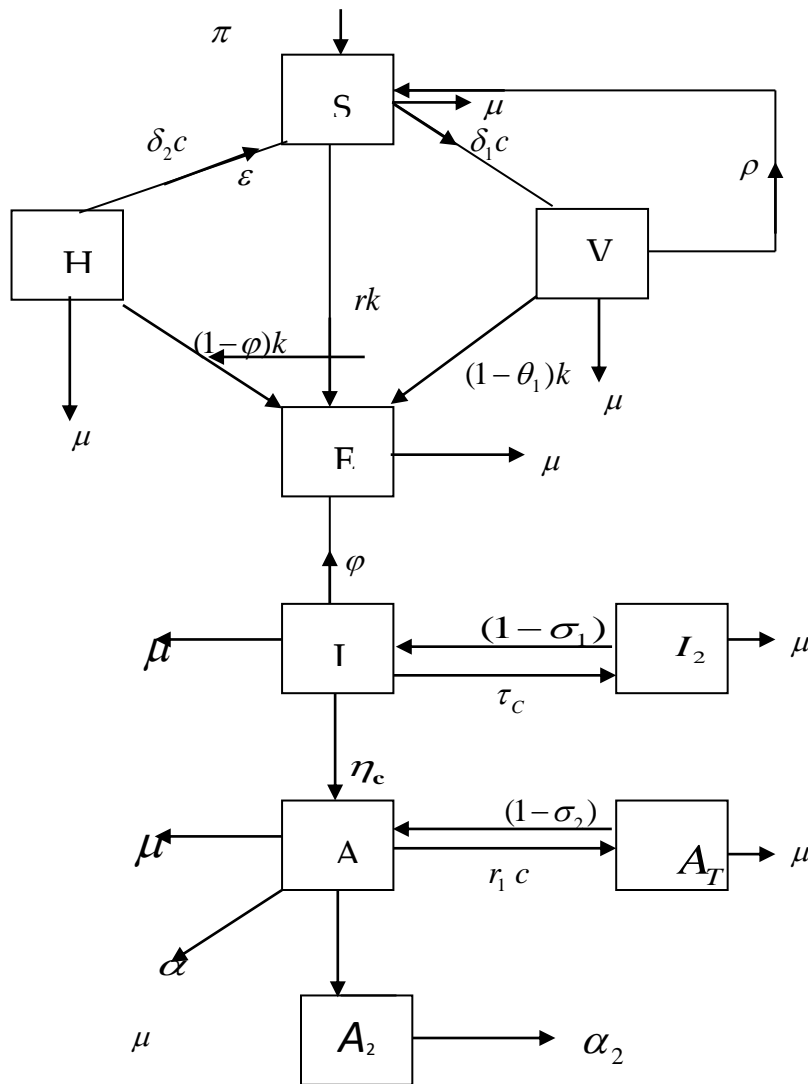 π
S
μ
δ₂c
ε
δ₁c
ρ
H
V
rk
(1−φ)k
(1−θ₁)k
μ
μ
E
μ
φ
μ
I
(1−σ₁)
τ_C
I₂
μ
η_c
μ
A
(1−σ₂)
r₁ c
A_T
μ
α
μ
A₂
α₂